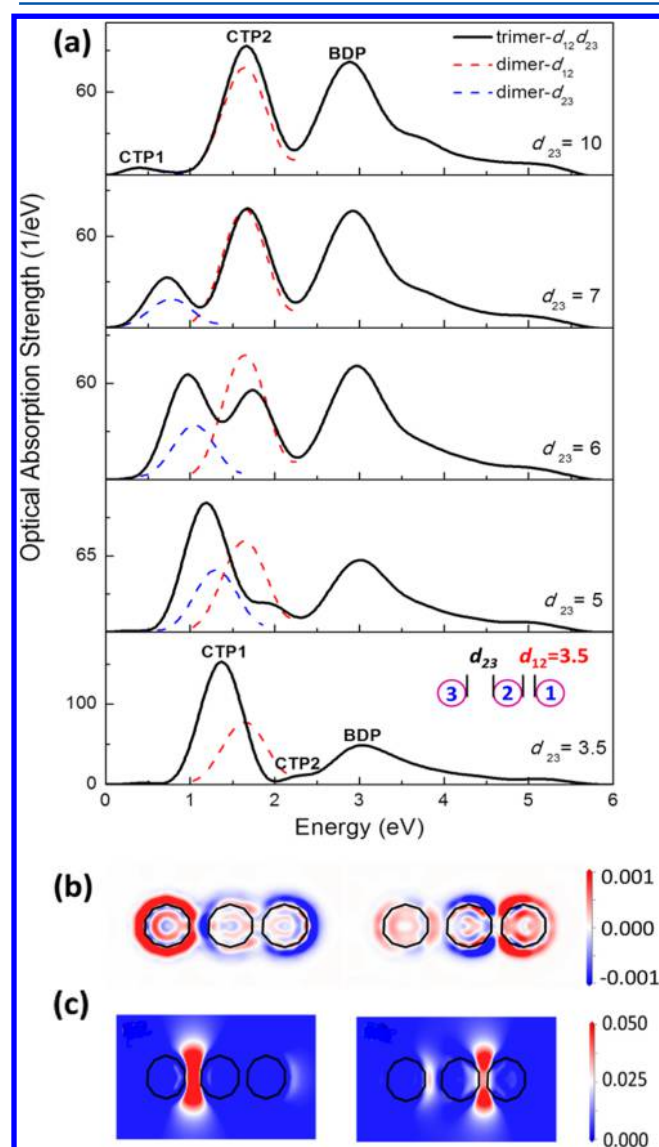 (a)
CTP2
BDP
trimer-d12d23
dimer-d12
dimer-d23
60
CTP1
d23 = 10
60
d23 = 7
60
d23 = 6
65
d23 = 5
CTP1
d23
d12=3.5
3
2
1
100
CTP2
BDP
d23 = 3.5
0
0
1
2
3
4
5
6
Optical Absorption Strength (1/eV)
Energy (eV)
(b)
0.001
0.000
-0.001
(c)
0.050
0.025
0.000